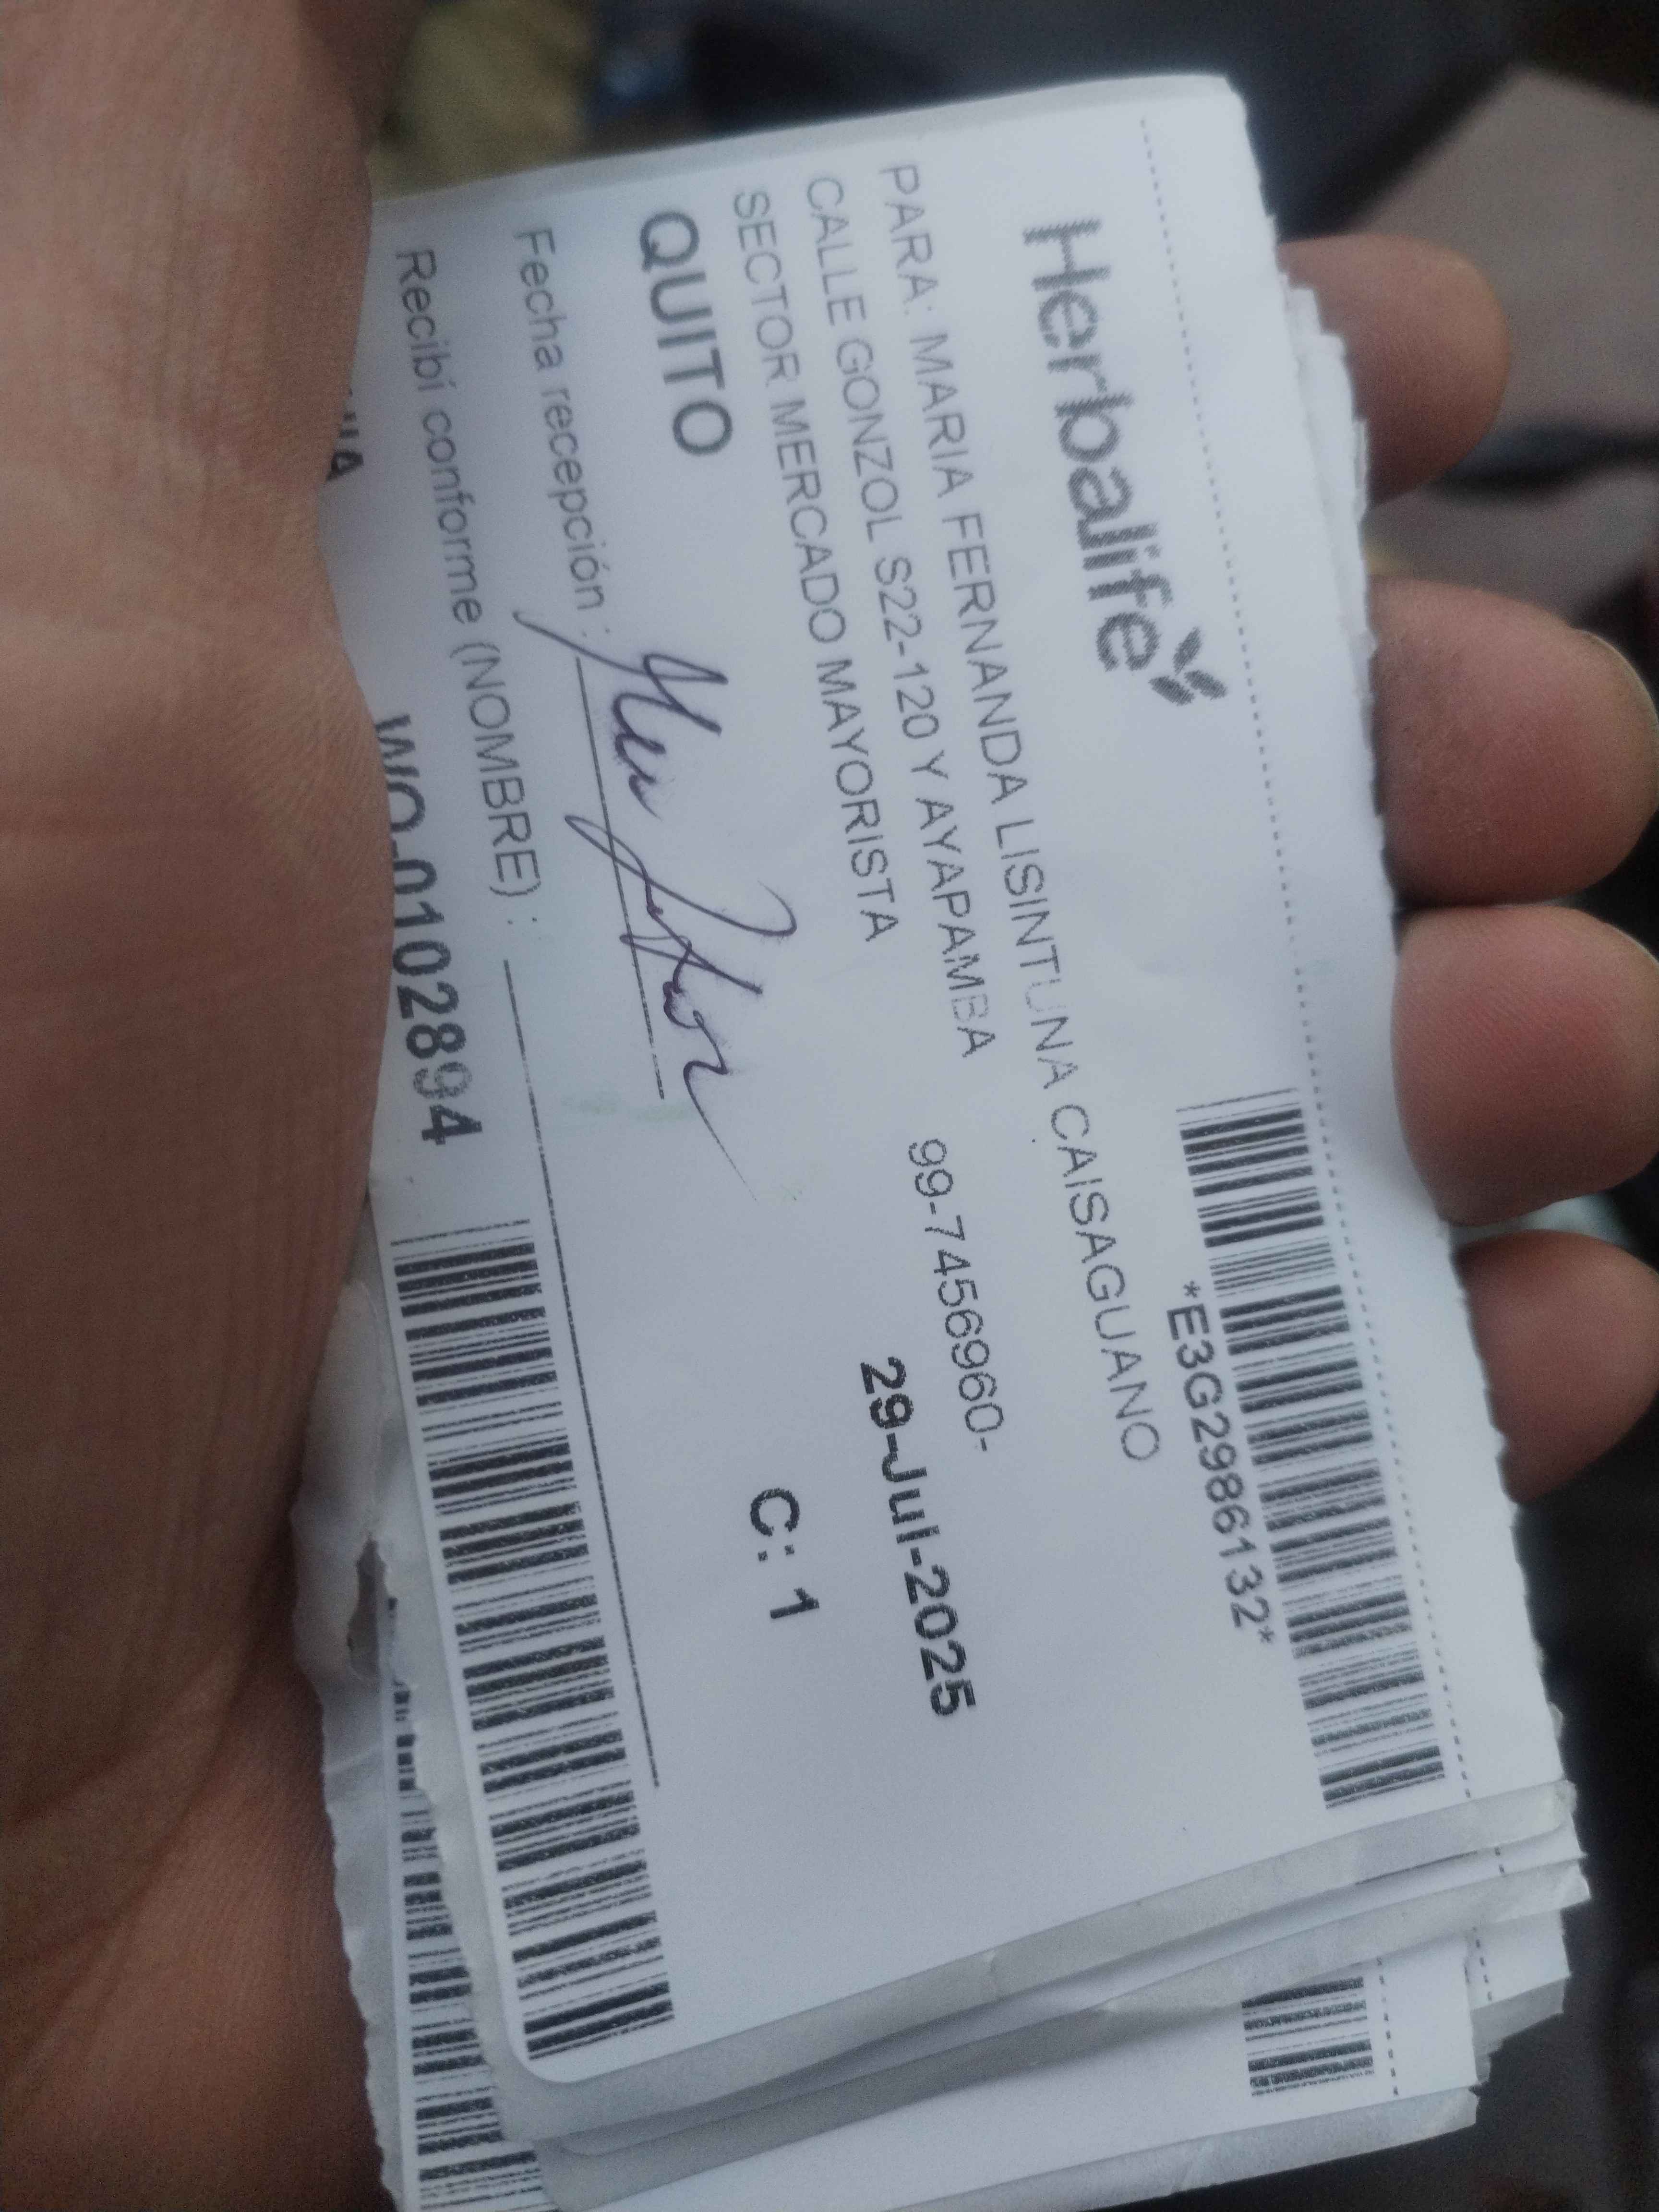 Herbalife
*E3G2986132*
PARA: MARIA FERNANDA LISINTUNA CAISAGUANO
CALLE GONZOL S22-120 Y AYAPAMBA
99-7456960-
SECTOR MERCADO MAYORISTA
29-Jul-2025
QUITO
C: 1
Fecha recepción :
Recibí conforme (NOMBRE) :
WO-0102894